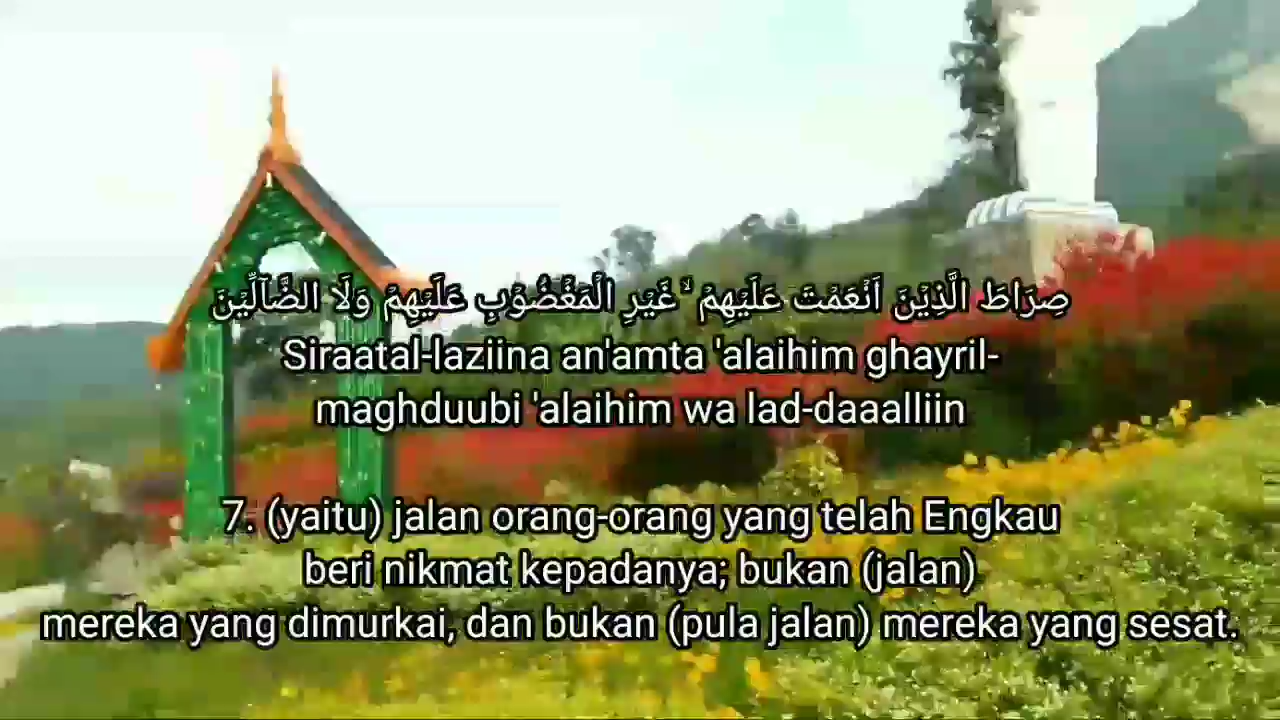 صِرَاطَ الَّذِيْنَ اَنْعَمْتَ عَلَيْهِمْ ۙ غَيْرِ الْمَغْضُوْبِ عَلَيْهِمْ وَلَا الضَّاۤلِّيْنَ
Siraatal-laziina an'amta 'alaihim ghayril-
maghduubi 'alaihim wa lad-daaalliin
7. (yaitu) jalan orang-orang yang telah Engkau
beri nikmat kepadanya; bukan (jalan)
mereka yang dimurkai, dan bukan (pula jalan) mereka yang sesat.